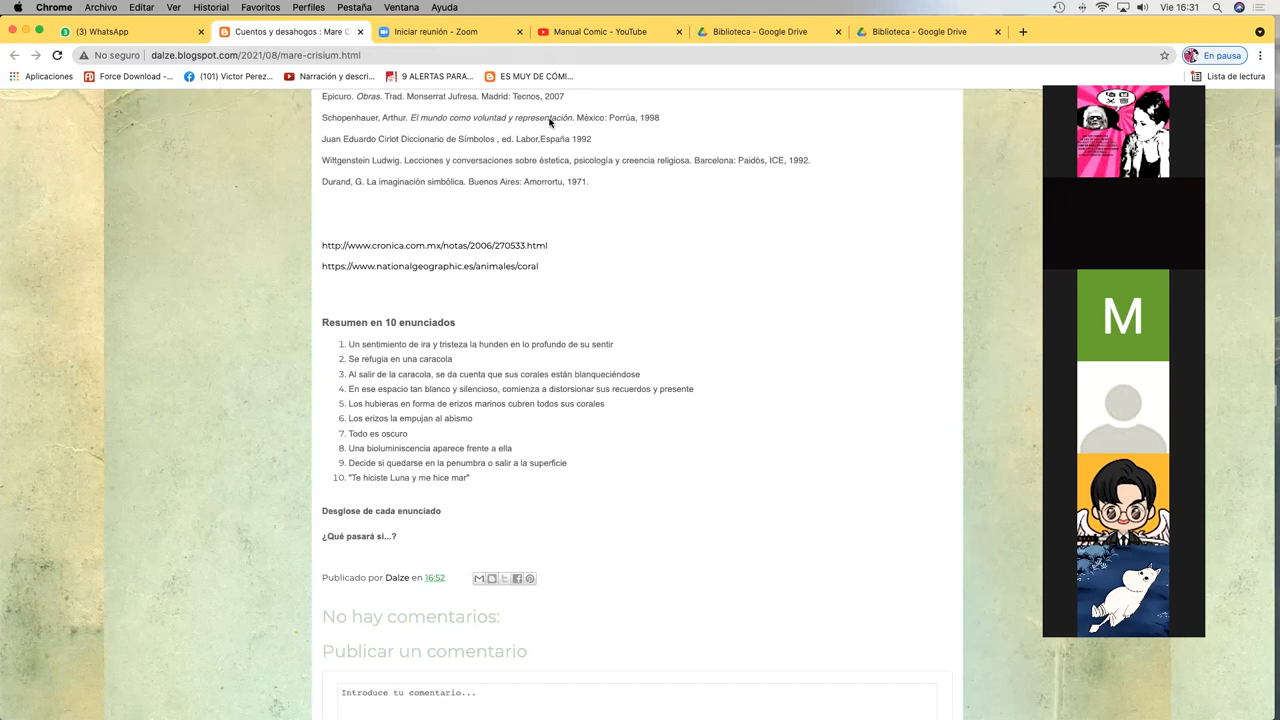 Chrome Archivo Editar Ver Historial Favoritos Perfiles Pestaña Ventana Ayuda Vie 16:31
(3) WhatsApp Cuentos y desahogos : Mare C Iniciar reunión - Zoom Manual Comic - YouTube Biblioteca - Google Drive Biblioteca - Google Drive
No seguro dalze.blogspot.com/2021/08/mare-crisium.html En pausa
Aplicaciones Force Download -... (101) Victor Perez... Narración y descri... 9 ALERTAS PARA... ES MUY DE CÓMI... Lista de lectura
Epicuro. Obras. Trad. Monserrat Jufresa. Madrid: Tecnos, 2007
Schopenhauer, Arthur. El mundo como voluntad y representación. México: Porrúa, 1998
Juan Eduardo Cirlot Diccionario de Símbolos , ed. Labor,España 1992
Wittgenstein Ludwig. Lecciones y conversaciones sobre éstetica, psicología y creencia religiosa. Barcelona: Paidós, ICE, 1992.
Durand, G. La imaginación simbólica. Buenos Aires: Amorrortu, 1971.
http://www.cronica.com.mx/notas/2006/270533.html
https://www.nationalgeographic.es/animales/coral
Resumen en 10 enunciados
1. Un sentimiento de ira y tristeza la hunden en lo profundo de su sentir
2. Se refugia en una caracola
3. Al salir de la caracola, se da cuenta que sus corales están blanqueciéndose
4. En ese espacio tan blanco y silencioso, comienza a distorsionar sus recuerdos y presente
5. Los hubieras en forma de erizos marinos cubren todos sus corales
6. Los erizos la empujan al abismo
7. Todo es oscuro
8. Una bioluminiscencia aparece frente a ella
9. Decide si quedarse en la penumbra o salir a la superficie
10. "Te hiciste Luna y me hice mar"
Desglose de cada enunciado
¿Qué pasará si...?
Publicado por Dalze en 16:52
No hay comentarios:
Publicar un comentario
Introduce tu comentario...
M